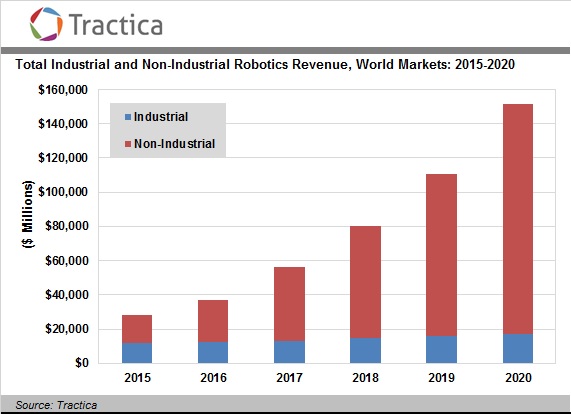 Tractica
Total Industrial and Non-Industrial Robotics Revenue, World Markets: 2015-2020
($ Millions)
$160,000
$140,000
$120,000
$100,000
$80,000
$60,000
$40,000
$20,000
$0
Industrial
Non-Industrial
2015 2016 2017 2018 2019 2020
Source: Tractica